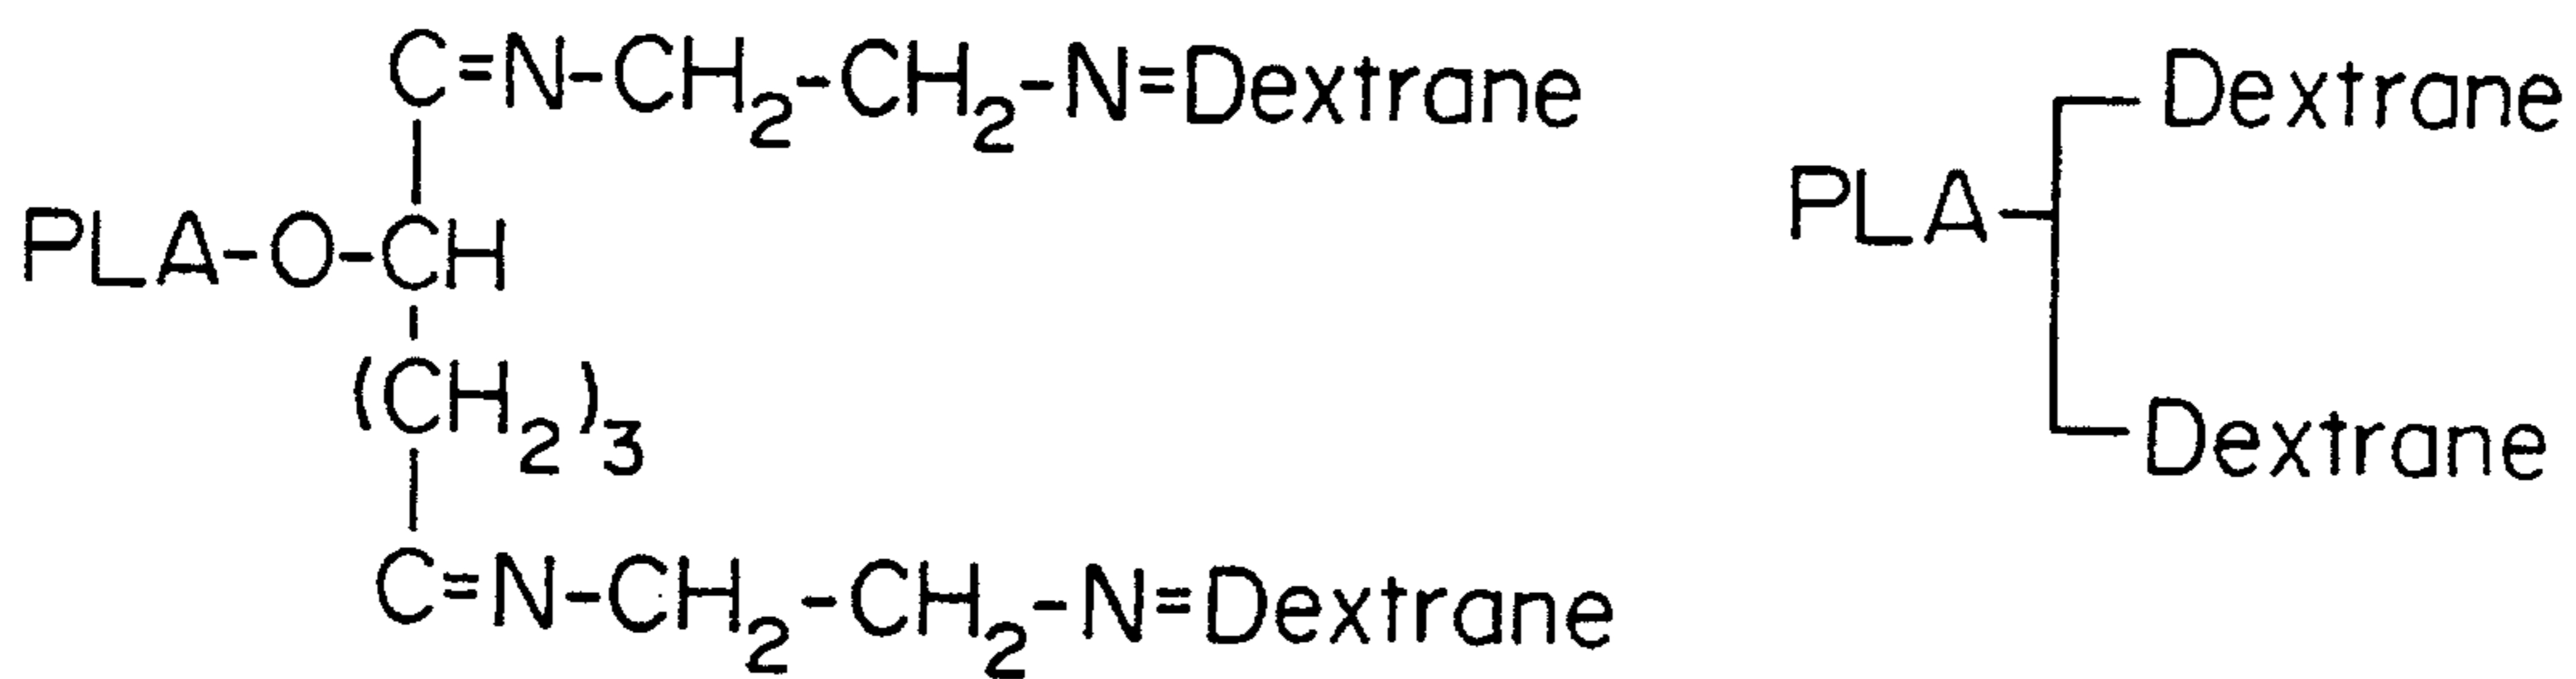 C=N-CH2-CH2-N=Dextrane
PLA-O-CH
(CH2)3
C=N-CH2-CH2-N=Dextrane
Dextrane
PLA
Dextrane